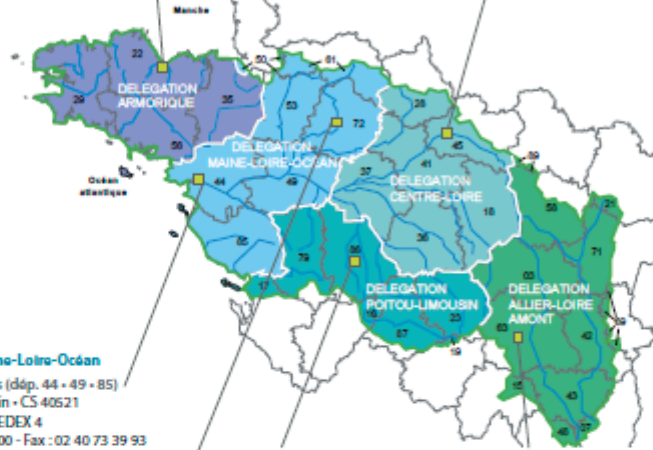 Manche
50
61
22
DELEGATION
ARMORIQUE
29
35
56
53
72
28
45
89
DELEGATION
MAINE-LOIRE-OCEAN
Océan
atlantique
44
49
37
41
DELEGATION
CENTRE-LOIRE
18
36
58
21
71
85
79
86
17
16
87
23
19
DELEGATION
POITOU-LIMOUSIN
03
DELEGATION
ALLIER-LOIRE
AMONT
63
69
42
15
43
48
ne-Loire-Océan
s (dép. 44 • 49 • 85)
in • CS 40521
EDEX 4
00 - Fax : 02 40 73 39 93